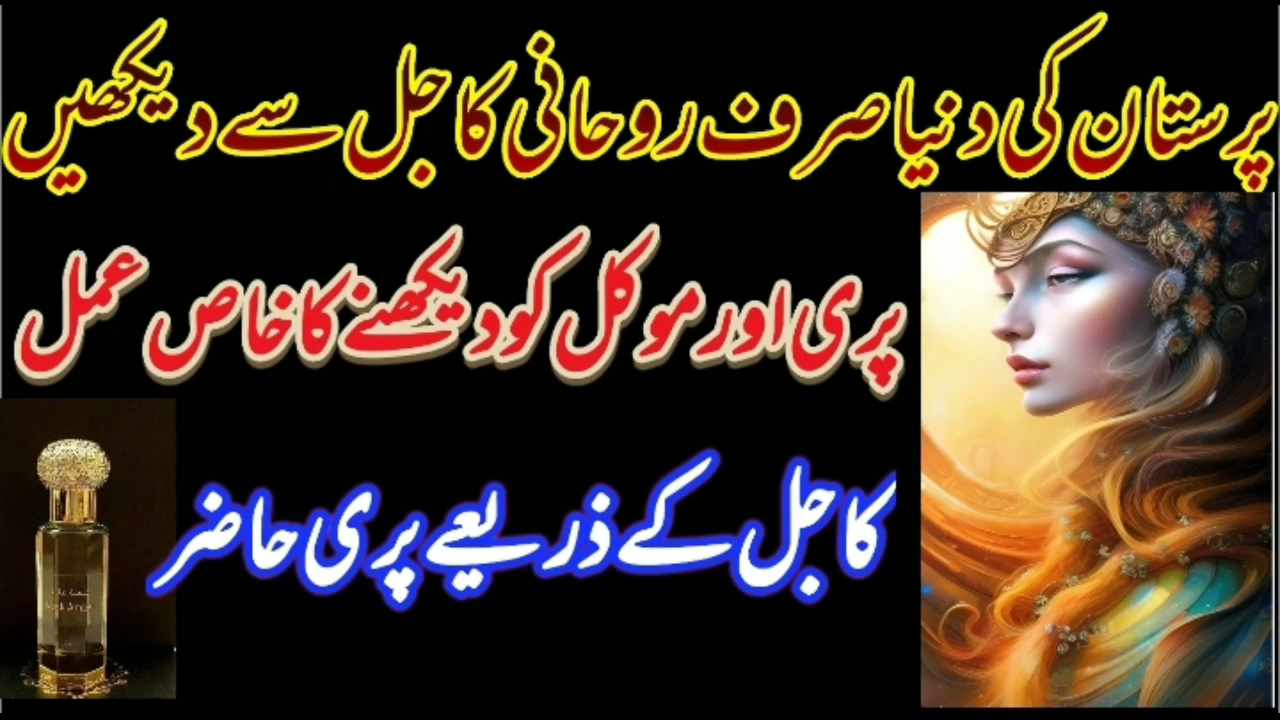 پرستان کی دنیا صرف روحانی کاجل سے دیکھیں
پری اور موکل کو دیکھنے کا خاص عمل
کاجل کے ذریعے پری حاضر